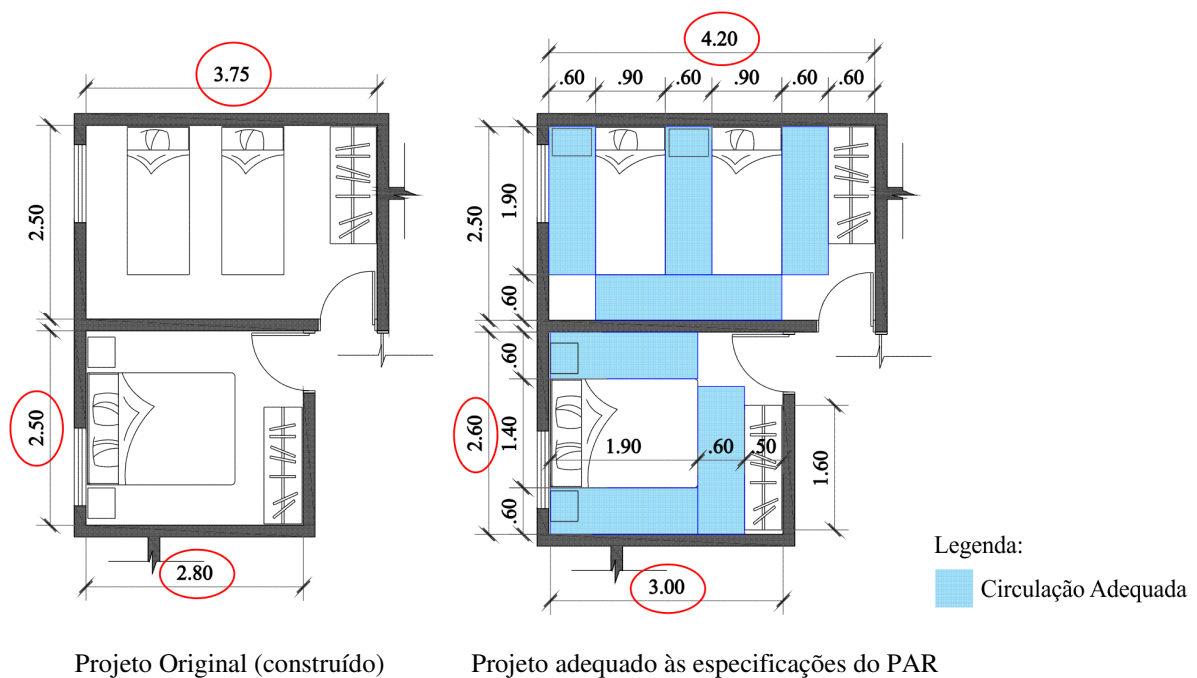 3.75
2.50
2.50
2.80
4.20
.60 .90 .60 .90 .60 .60
2.50
1.90
.60
2.60
.60
1.40
.60
1.90 .60 .50
1.60
3.00
Legenda:
Circulação Adequada
Projeto Original (construído)
Projeto adequado às especificações do PAR